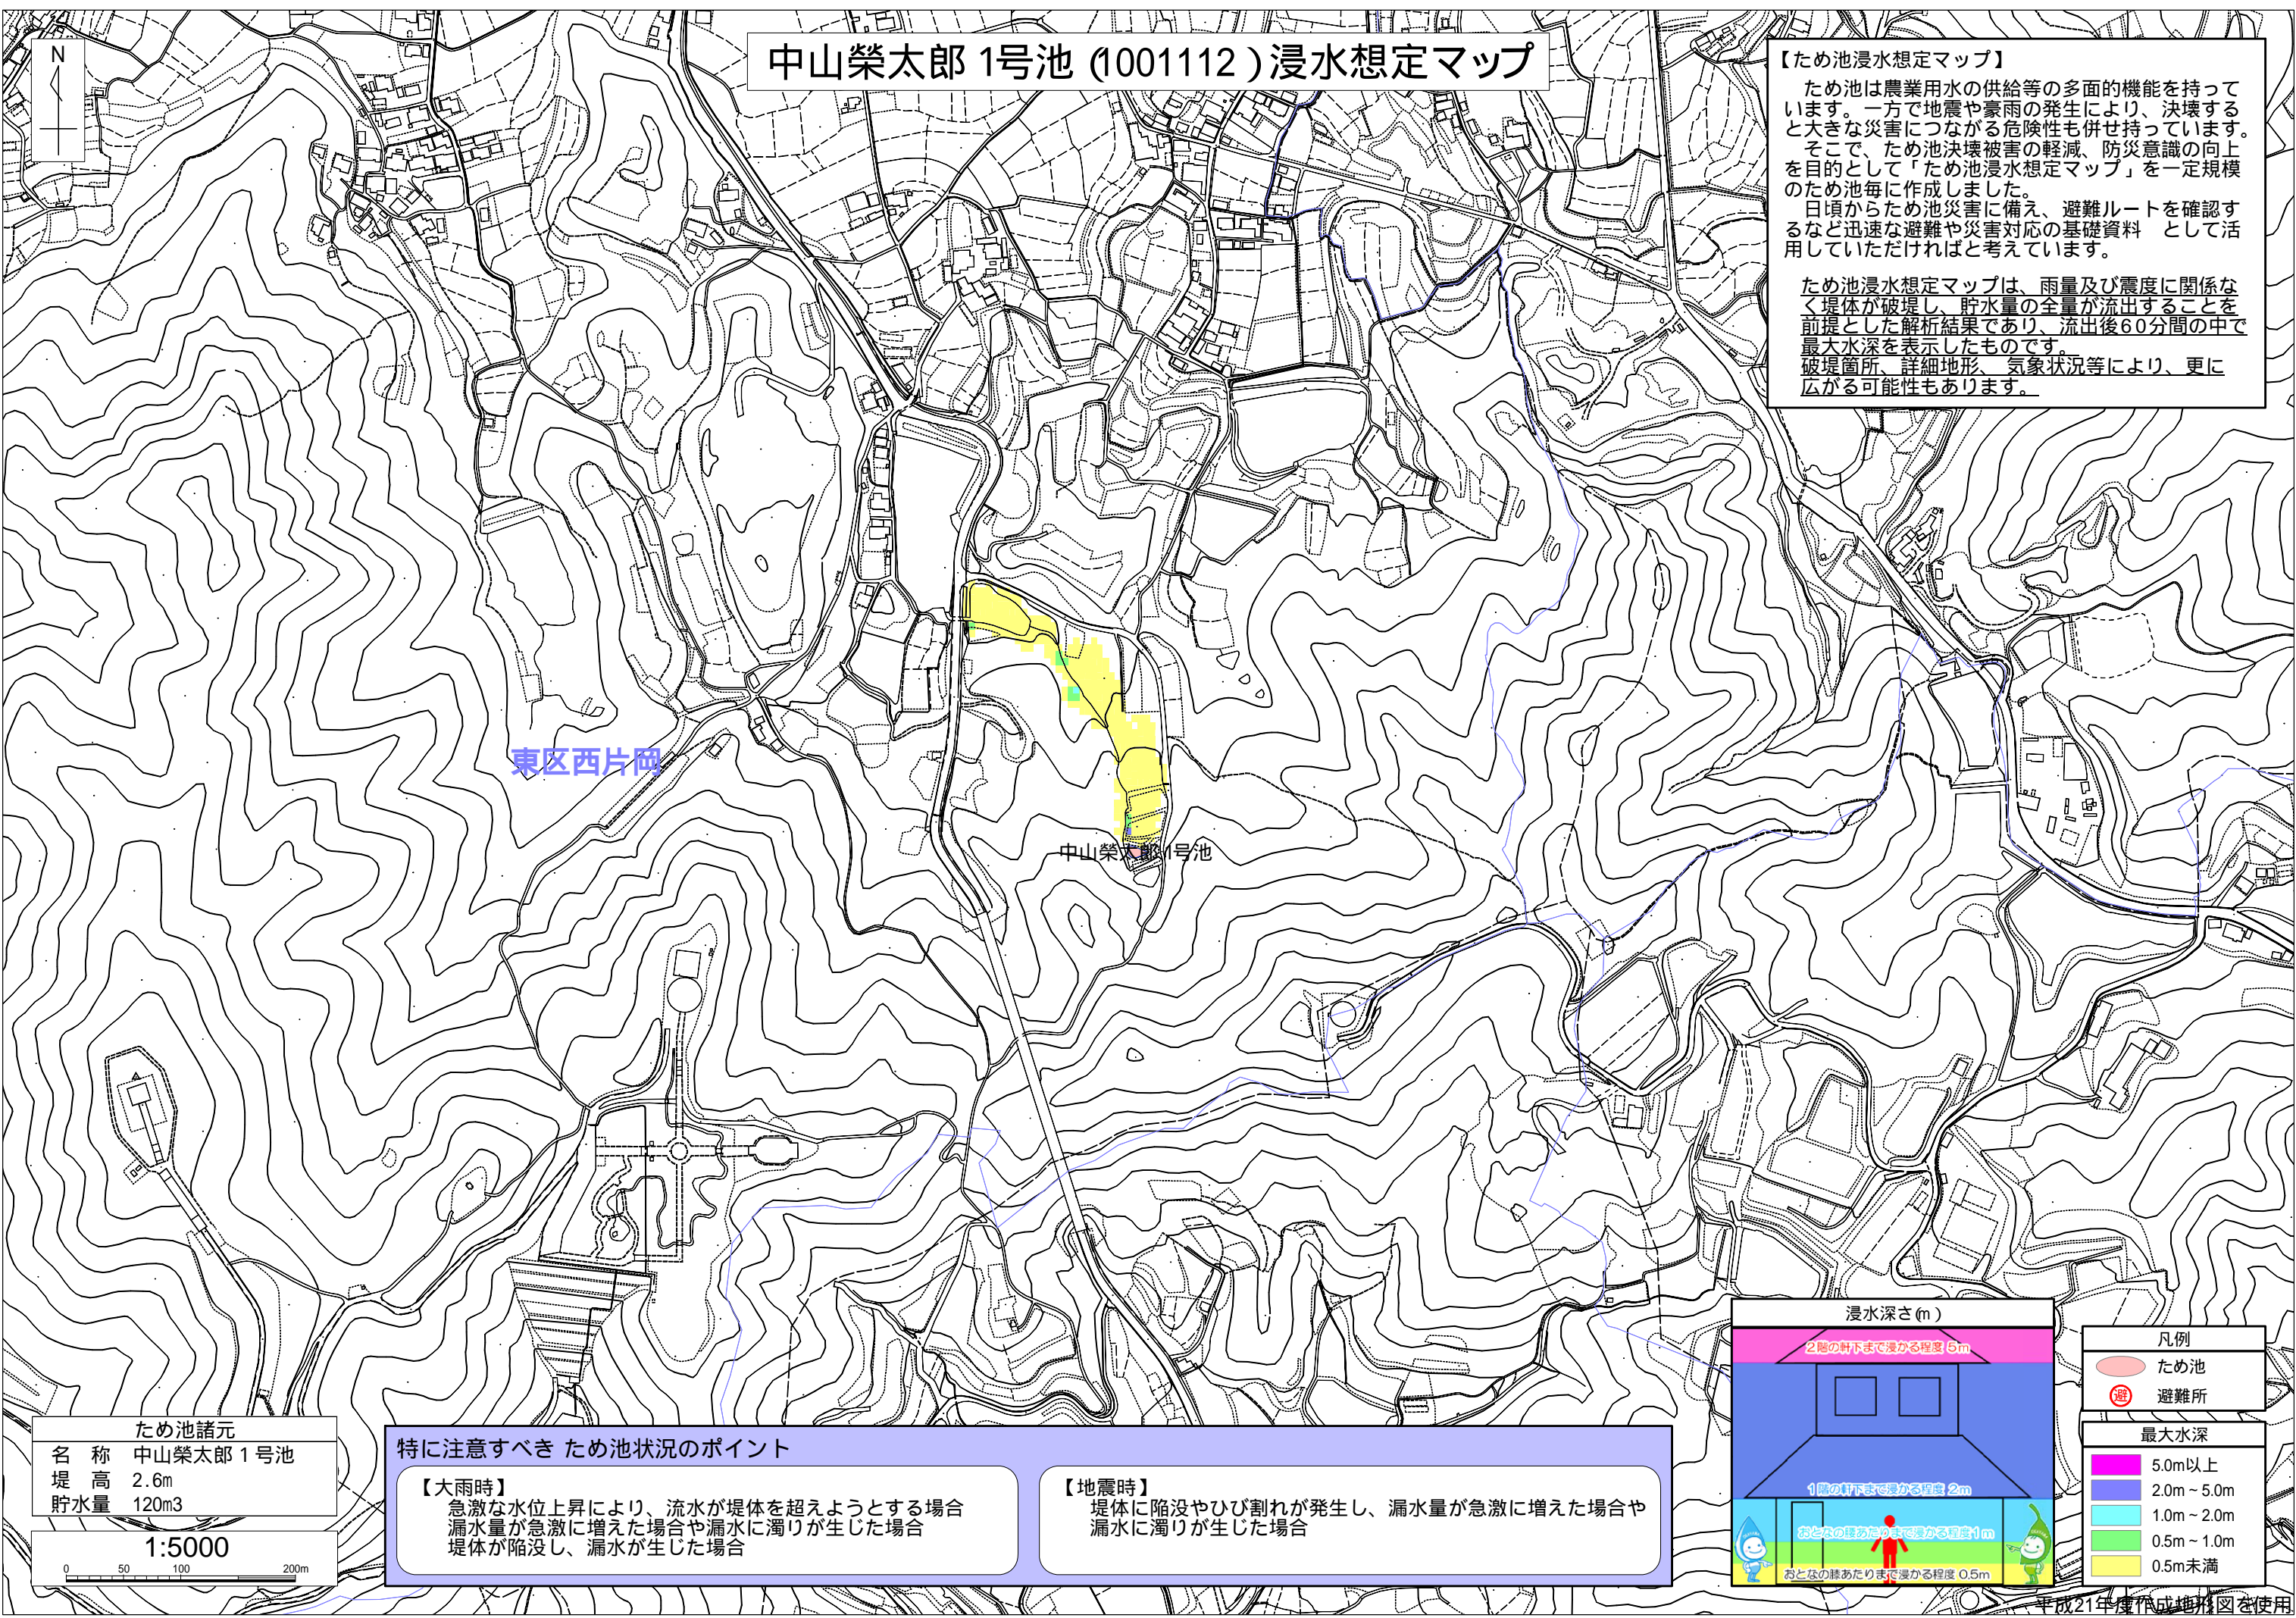 N
中山榮太郎 1号池 (1001112)浸水想定マップ
【ため池浸水想定マップ】
ため池は農業用水の供給等の多面的機能を持って
います。一方で地震や豪雨の発生により、決壊する
と大きな災害につながる危険性も併せ持っています。
そこで、ため池決壊被害の軽減、防災意識の向上
を目的として「ため池浸水想定マップ」を一定規模
のため池毎に作成しました。
日頃からため池災害に備え、避難ルートを確認す
るなど迅速な避難や災害対応の基礎資料　として活
用していただければと考えています。
ため池浸水想定マップは、雨量及び震度に関係な
く堤体が破堤し、貯水量の全量が流出することを
前提とした解析結果であり、流出後60分間の中で
最大水深を表示したものです。
破堤箇所、詳細地形、 気象状況等により、更に
広がる可能性もあります。
東区西片岡
中山榮太郎1号池
ため池諸元
名　称　中山榮太郎1号池
堤　高　2.6m
貯水量　120m3
1:5000
0 50 100 200m
特に注意すべき ため池状況のポイント
【大雨時】
急激な水位上昇により、流水が堤体を超えようとする場合
漏水量が急激に増えた場合や漏水に濁りが生じた場合
堤体が陥没し、漏水が生じた場合
【地震時】
堤体に陥没やひび割れが発生し、漏水量が急激に増えた場合や
漏水に濁りが生じた場合
浸水深さ(m)
2階の軒下まで浸かる程度 5m
1階の軒下まで浸かる程度 2m
おとなの腰あたりまで浸かる程度 1m
おとなの膝あたりまで浸かる程度 0.5m
凡例
ため池
避 避難所
最大水深
5.0m以上
2.0m～5.0m
1.0m～2.0m
0.5m～1.0m
0.5m未満
平成21年度作成地形図を使用